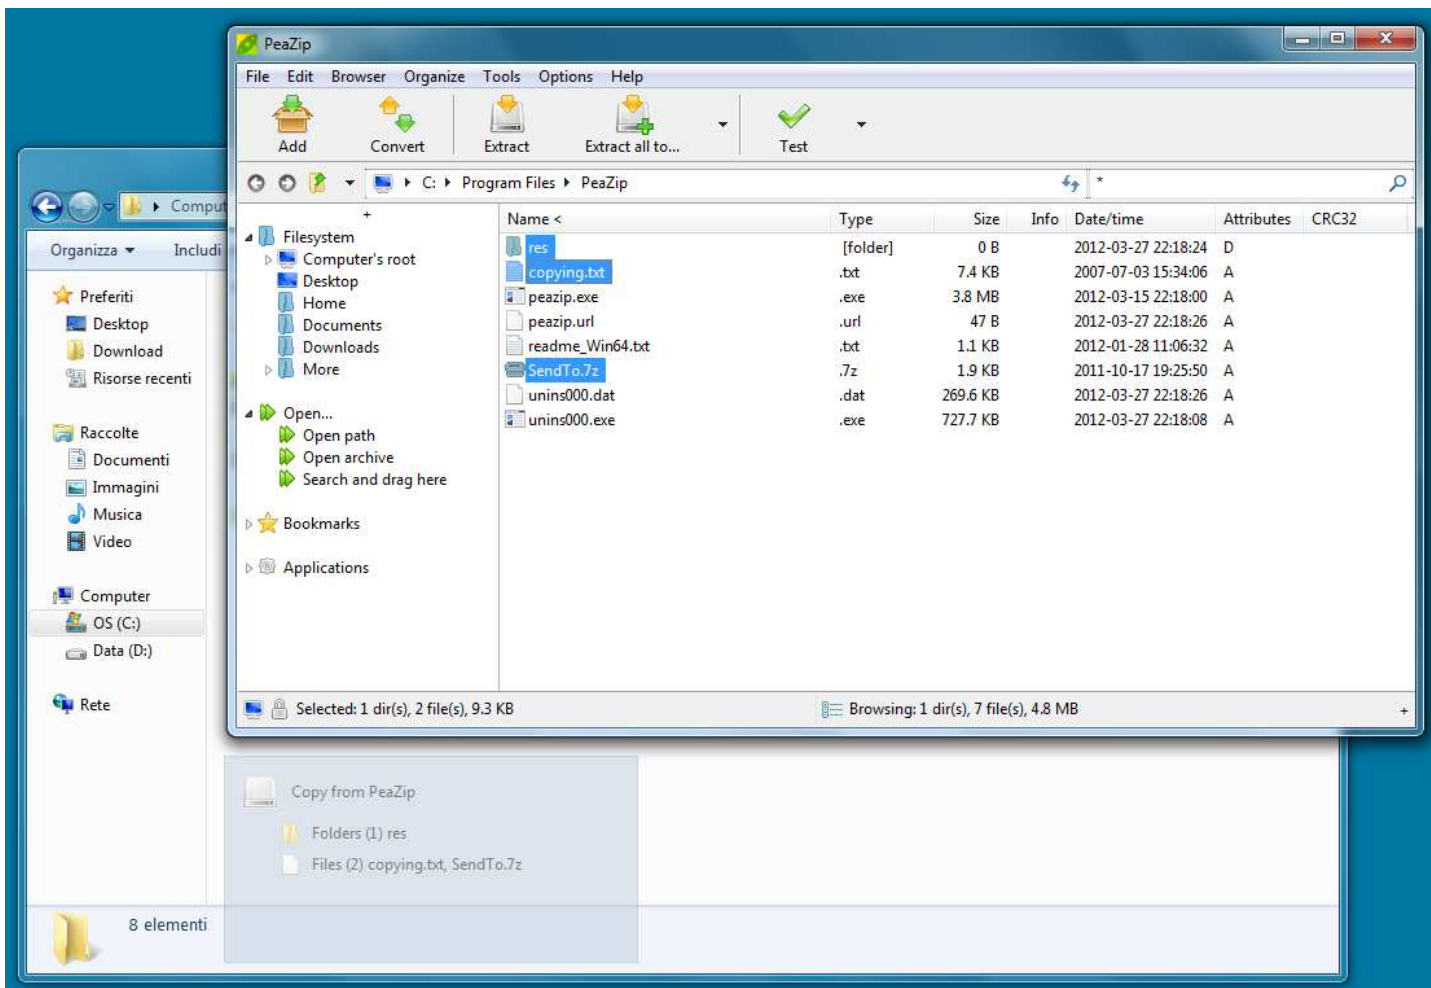 PeaZip
File Edit Browser Organize Tools Options Help
Add Convert Extract Extract all to... Test
C: Program Files PeaZip *
+
Filesystem
Computer's root
Desktop
Home
Documents
Downloads
More
Open...
Open path
Open archive
Search and drag here
Bookmarks
Applications
Name < Type Size Info Date/time Attributes CRC32
res [folder] 0 B 2012-03-27 22:18:24 D
copying.txt .txt 7.4 KB 2007-07-03 15:34:06 A
peazip.exe .exe 3.8 MB 2012-03-15 22:18:00 A
peazip.url .url 47 B 2012-03-27 22:18:26 A
readme_Win64.txt .txt 1.1 KB 2012-01-28 11:06:32 A
SendTo.7z .7z 1.9 KB 2011-10-17 19:25:50 A
unins000.dat .dat 269.6 KB 2012-03-27 22:18:26 A
unins000.exe .exe 727.7 KB 2012-03-27 22:18:08 A
Selected: 1 dir(s), 2 file(s), 9.3 KB Browsing: 1 dir(s), 7 file(s), 4.8 MB +
Comput
Organizza Includi
Preferiti
Desktop
Download
Risorse recenti
Raccolte
Documenti
Immagini
Musica
Video
Computer
OS (C:)
Data (D:)
Rete
Copy from PeaZip
Folders (1) res
Files (2) copying.txt, SendTo.7z
8 elementi